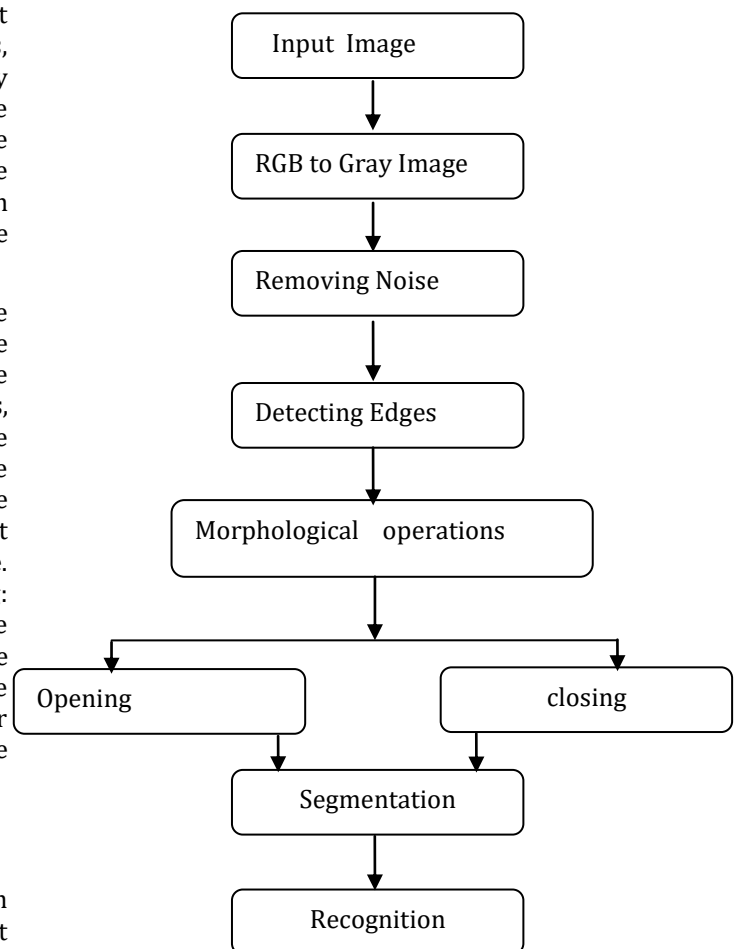 Input Image
RGB to Gray Image
Removing Noise
Detecting Edges
Morphological operations
Opening
closing
Segmentation
Recognition